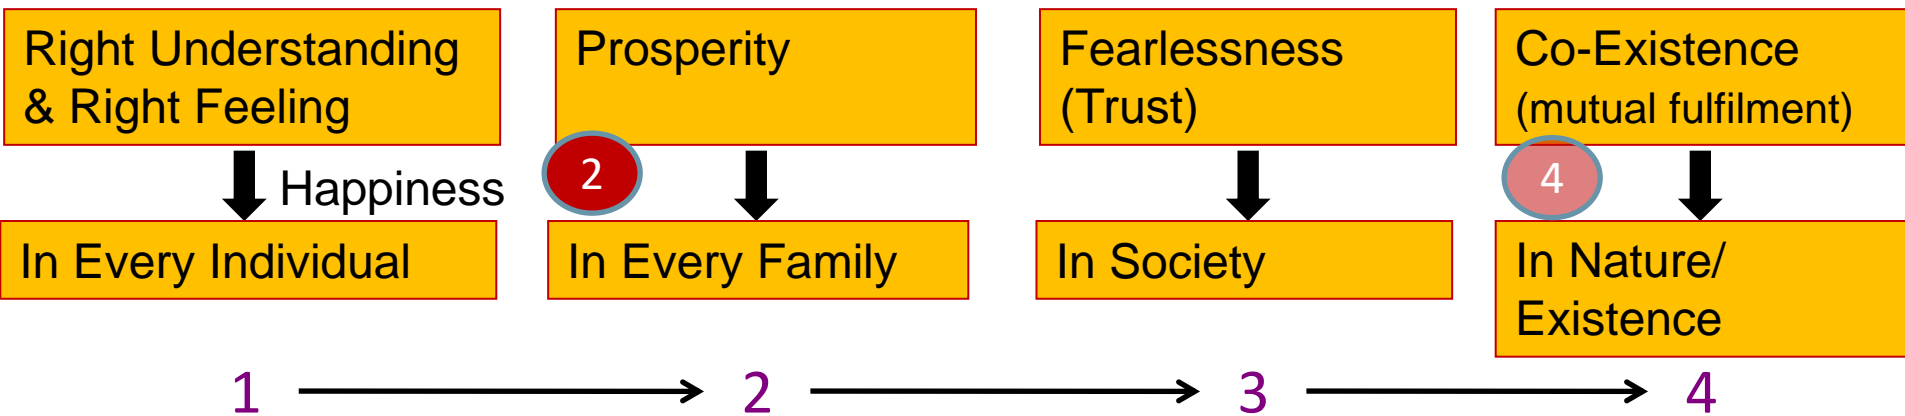 Right Understanding
& Right Feeling
Prosperity
Fearlessness
(Trust)
Co-Existence
(mutual fulfilment)
Happiness
2
4
In Every Individual
In Every Family
In Society
In Nature/
Existence
1
2
3
4